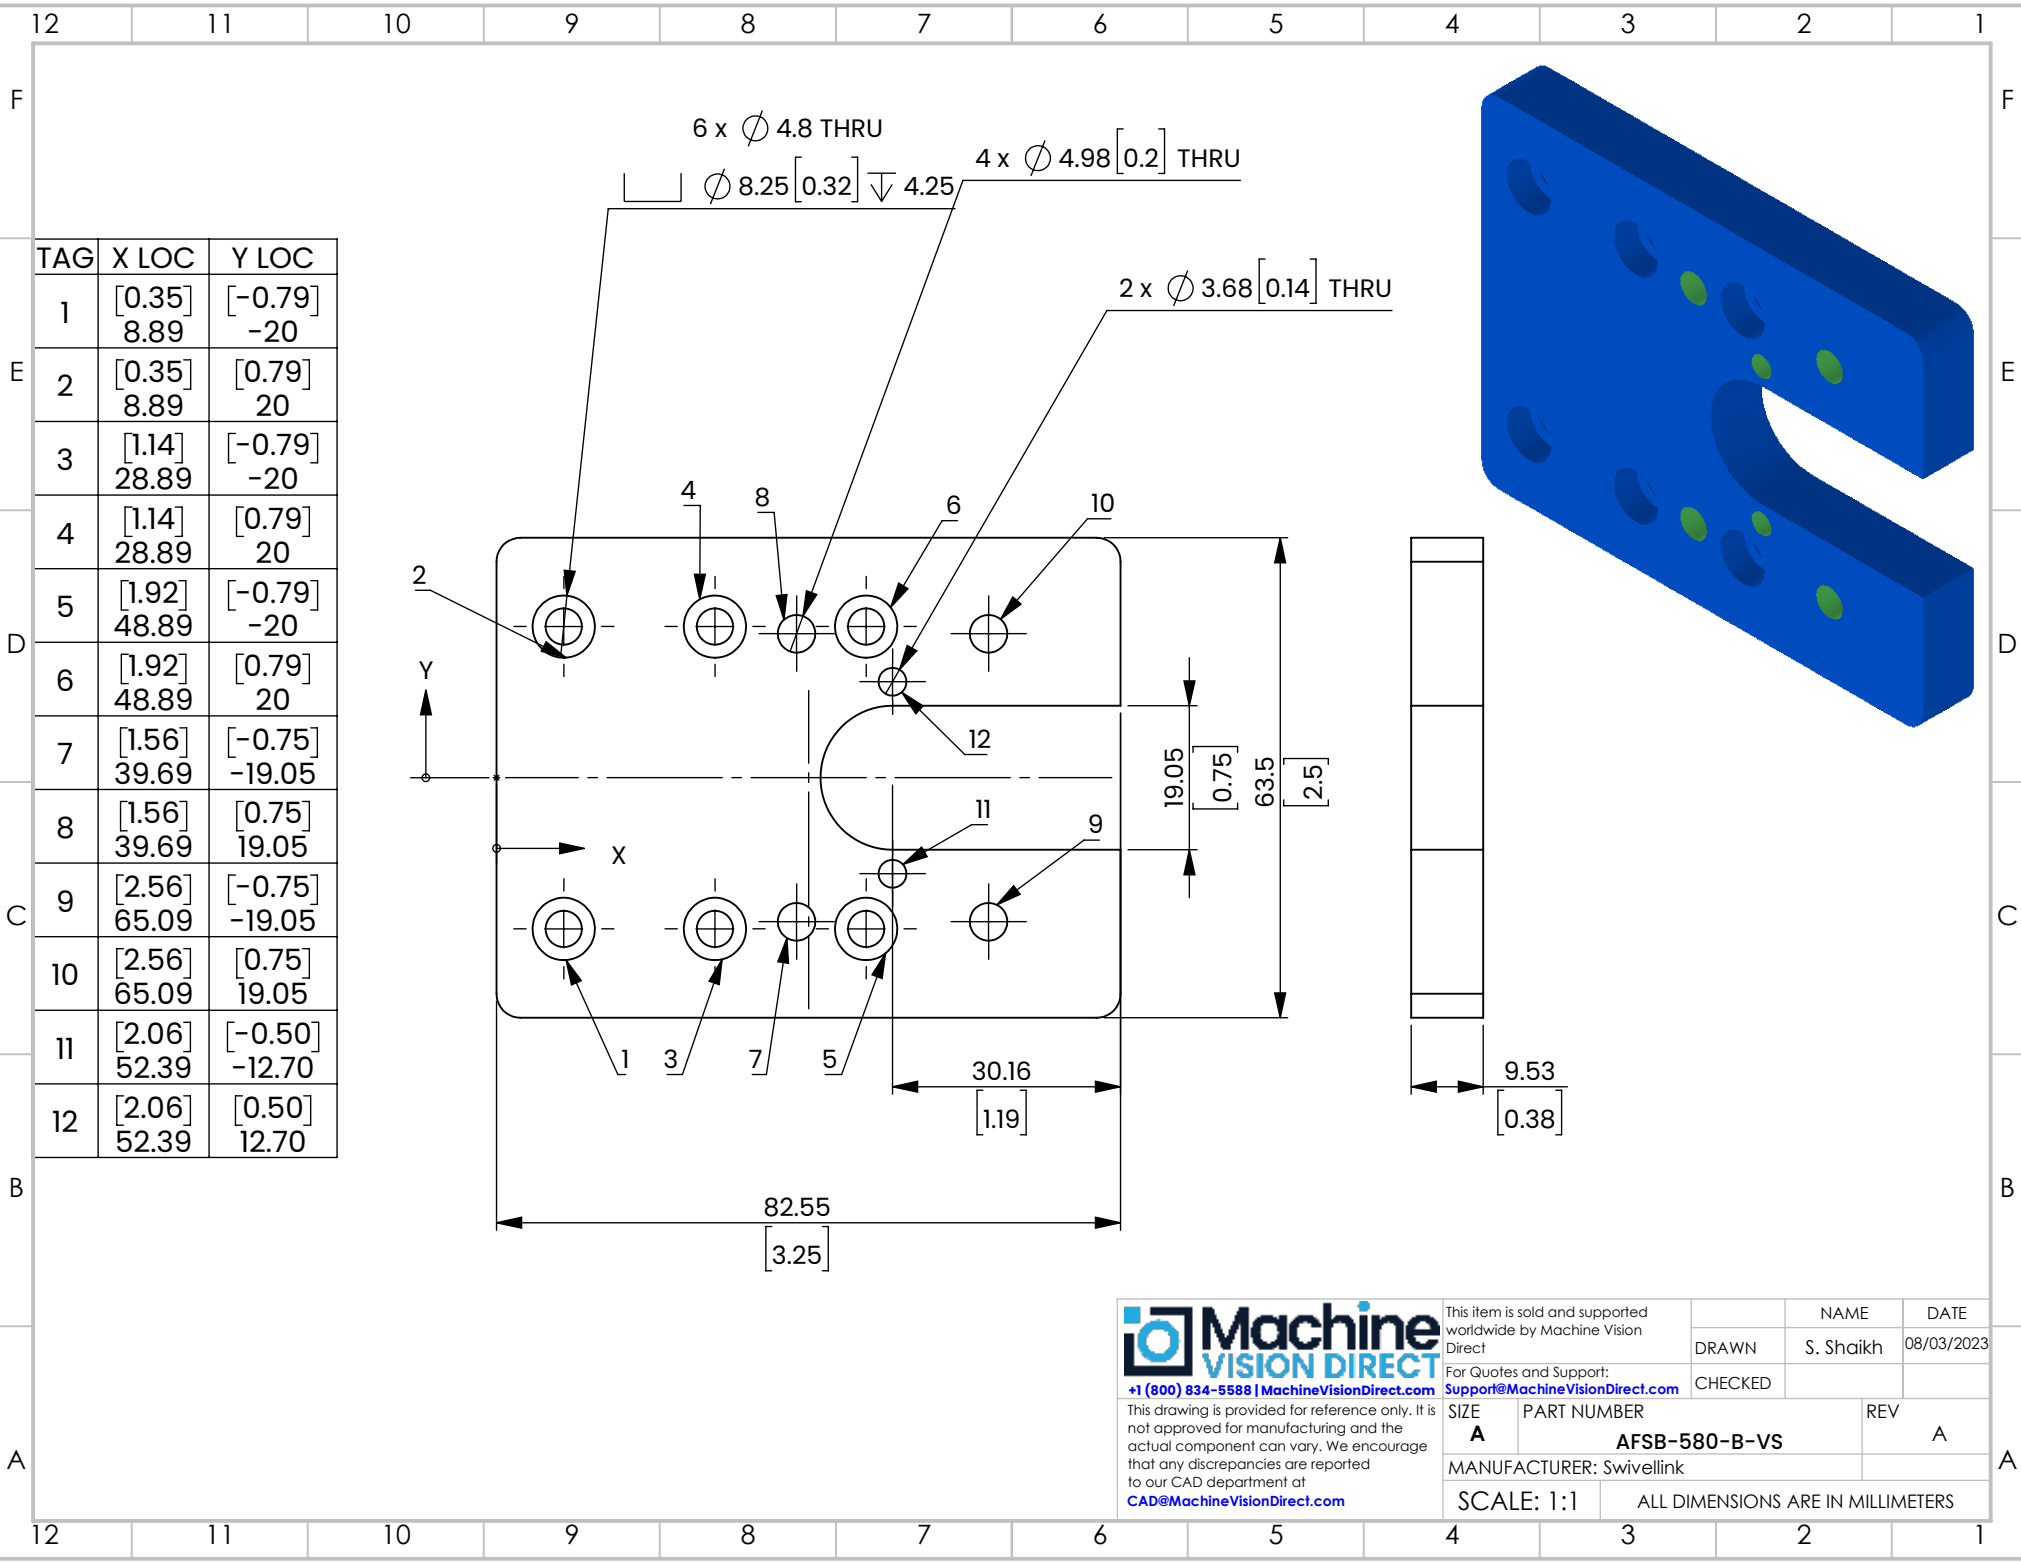 12 11 10 9 8 7 6 5 4 3 2 1
F
F
6 x ∅ 4.8 THRU
⌴ ∅ 8.25 [0.32] ↧ 4.25
4 x ∅ 4.98 [0.2] THRU
2 x ∅ 3.68 [0.14] THRU
TAG X LOC Y LOC
1 [0.35] 8.89 [-0.79] -20
2 [0.35] 8.89 [0.79] 20
3 [1.14] 28.89 [-0.79] -20
4 [1.14] 28.89 [0.79] 20
5 [1.92] 48.89 [-0.79] -20
6 [1.92] 48.89 [0.79] 20
7 [1.56] 39.69 [-0.75] -19.05
8 [1.56] 39.69 [0.75] 19.05
9 [2.56] 65.09 [-0.75] -19.05
10 [2.56] 65.09 [0.75] 19.05
11 [2.06] 52.39 [-0.50] -12.70
12 [2.06] 52.39 [0.50] 12.70
E
E
D
D
C
C
B
B
A
A
4 8 6 10
2
Y
12
X
11
9
1 3 7 5
19.05
[0.75]
63.5
[2.5]
30.16
[1.19]
9.53
[0.38]
82.55
[3.25]
Machine
VISION DIRECT
+1 (800) 834-5588 | MachineVisionDirect.com
This drawing is provided for reference only. It is
not approved for manufacturing and the
actual component can vary. We encourage
that any discrepancies are reported
to our CAD department at
CAD@MachineVisionDirect.com
This item is sold and supported
worldwide by Machine Vision
Direct
For Quotes and Support:
Support@MachineVisionDirect.com
NAME DATE
DRAWN S. Shaikh 08/03/2023
CHECKED
SIZE PART NUMBER REV
A AFSB-580-B-VS A
MANUFACTURER: Swivellink
SCALE: 1:1 ALL DIMENSIONS ARE IN MILLIMETERS
12 11 10 9 8 7 6 5 4 3 2 1